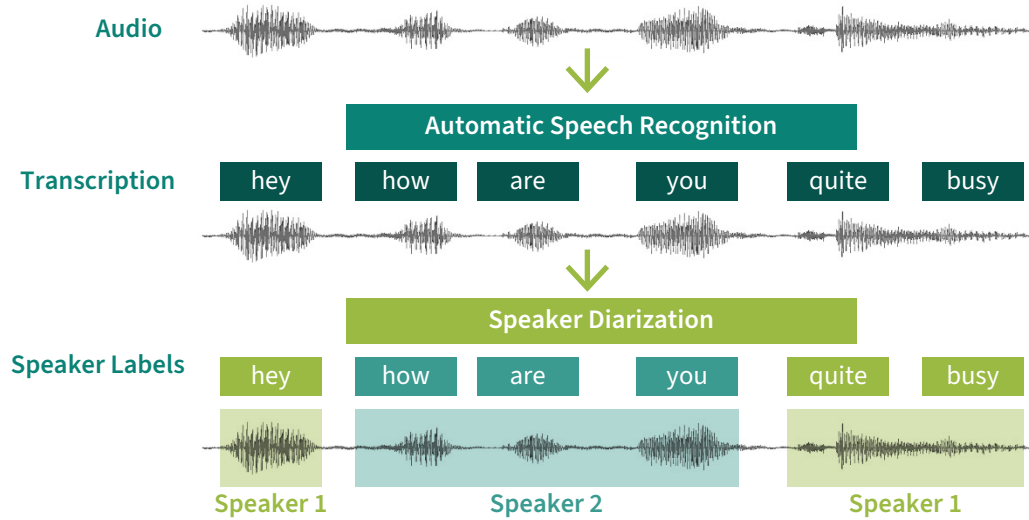 Audio
Automatic Speech Recognition
Transcription hey how are you quite busy
Speaker Diarization
Speaker Labels hey how are you quite busy
Speaker 1 Speaker 2 Speaker 1